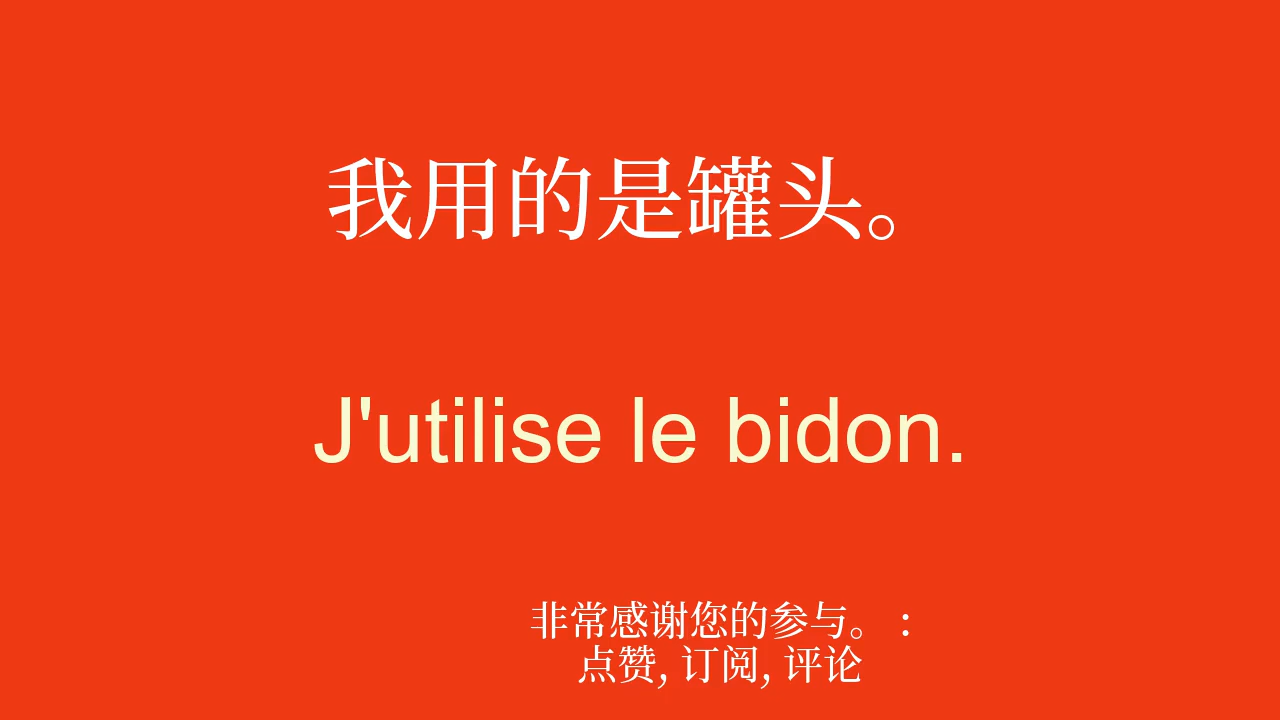 我用的是罐头。
J'utilise le bidon.
非常感谢您的参与。 :
点赞, 订阅, 评论